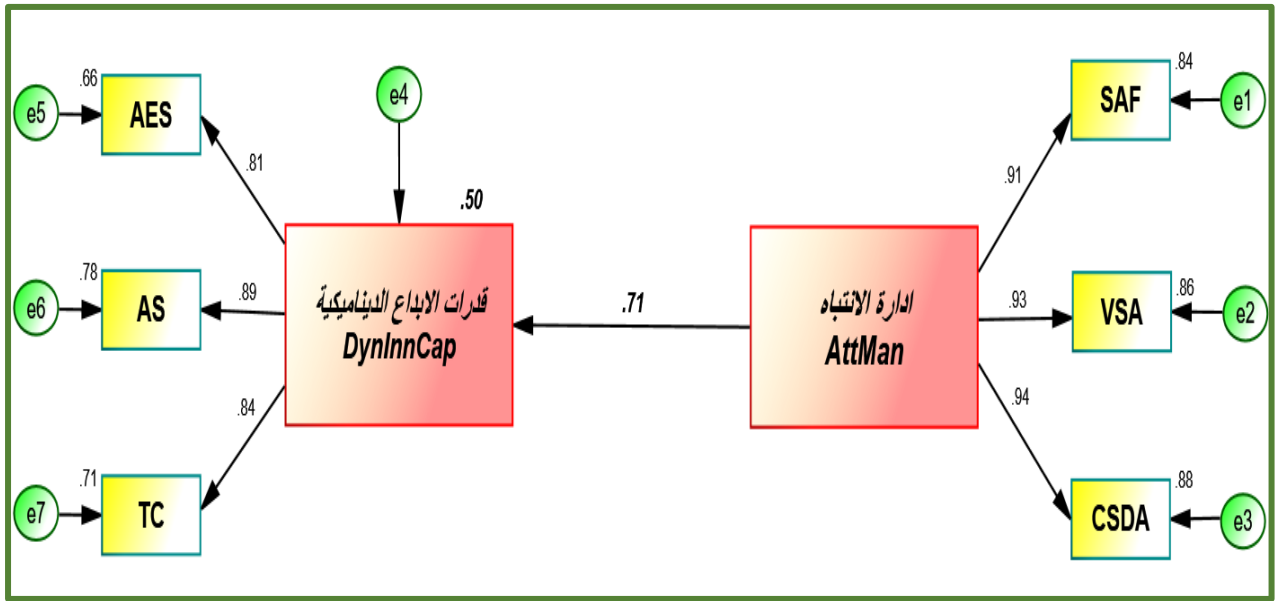 .66
e5
AES
.81
e4
.50
.84
SAF
e1
.91
.78
e6
AS
.89
قدرات الابداع الديناميكية
DynInnCap
.71
ادارة الانتباه
AttMan
.93
.86
VSA
e2
.84
.94
.71
e7
TC
.88
CSDA
e3